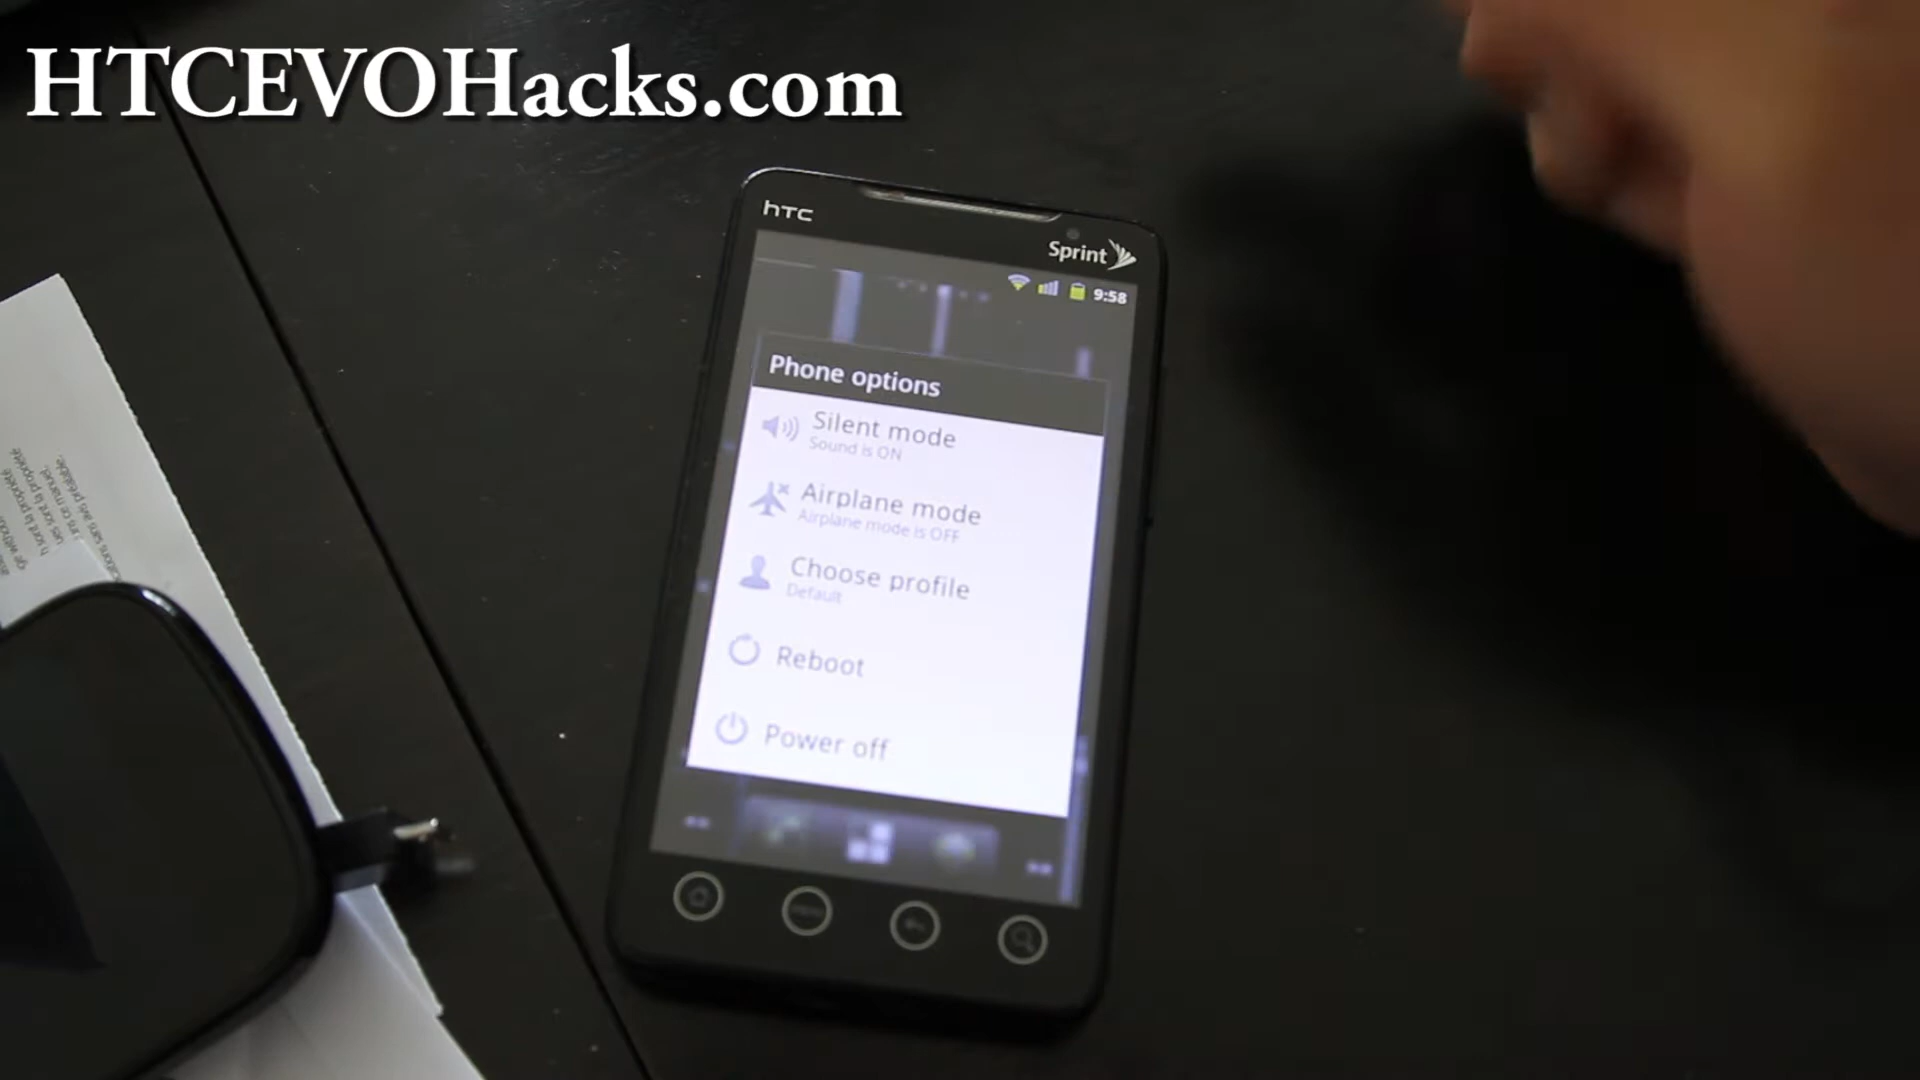 HTCEVOHacks.com
hTC
Sprint
9:58
Phone options
Silent mode
Sound is ON
Airplane mode
Airplane mode is OFF
Choose profile
Default
Reboot
Power off